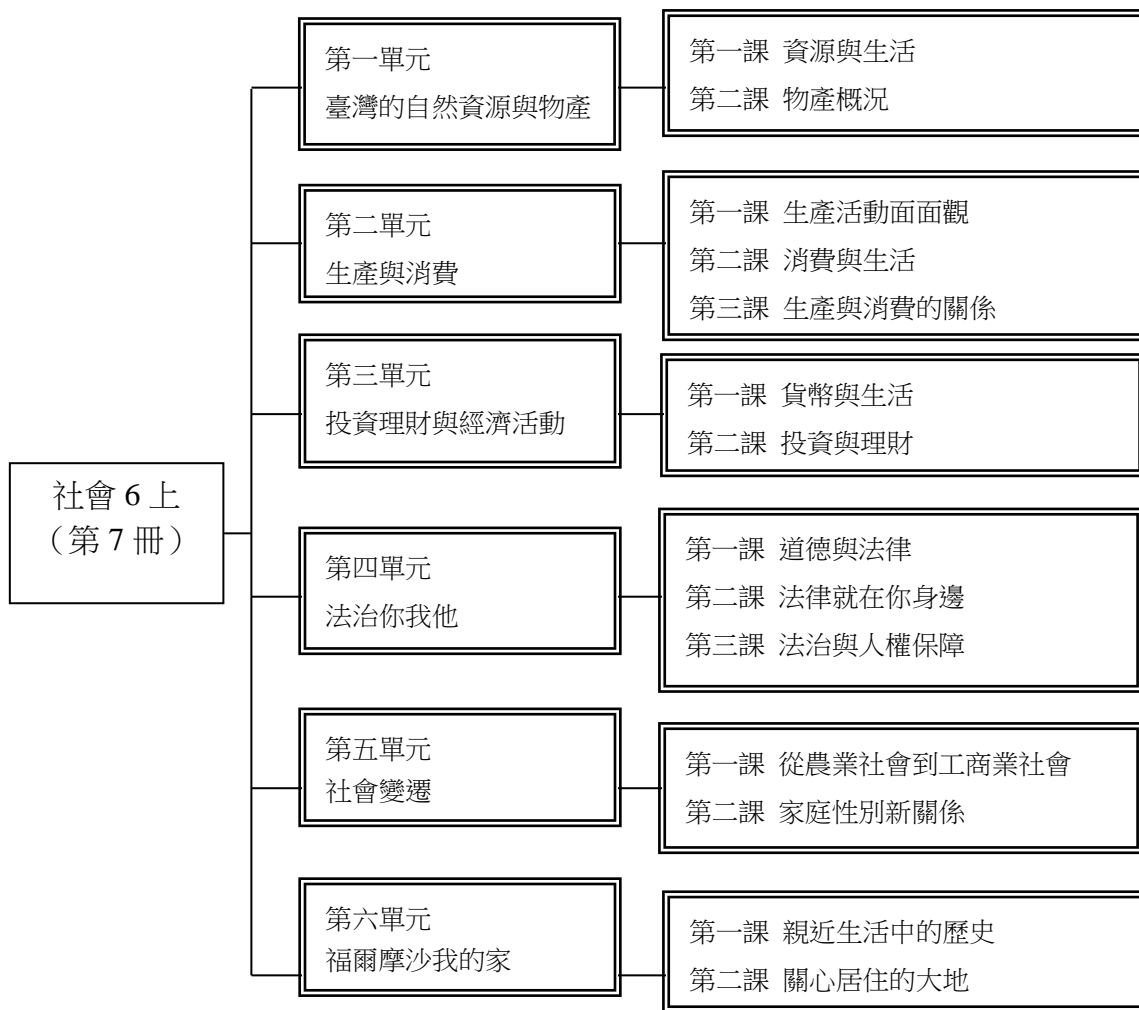 社會 6 上
（第 7 冊）
第一單元
臺灣的自然資源與物產
第一課 資源與生活
第二課 物產概況
第二單元
生產與消費
第一課 生產活動面面觀
第二課 消費與生活
第三課 生產與消費的關係
第三單元
投資理財與經濟活動
第一課 貨幣與生活
第二課 投資與理財
第四單元
法治你我他
第一課 道德與法律
第二課 法律就在你身邊
第三課 法治與人權保障
第五單元
社會變遷
第一課 從農業社會到工商業社會
第二課 家庭性別新關係
第六單元
福爾摩沙我的家
第一課 親近生活中的歷史
第二課 關心居住的大地